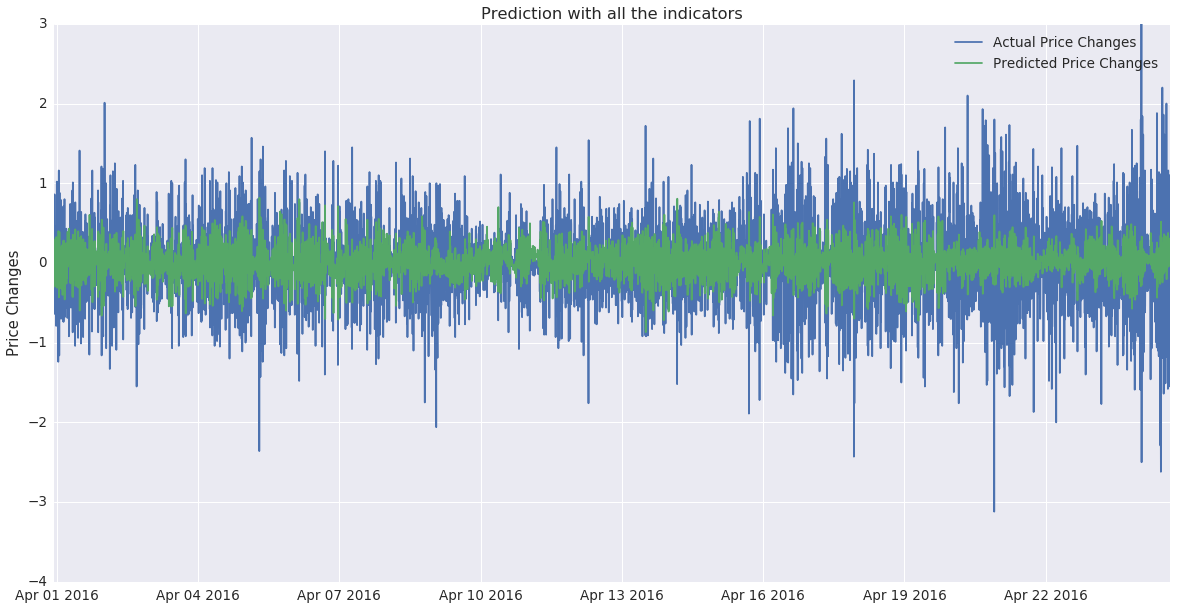 Prediction with all the indicators
Actual Price Changes
Predicted Price Changes
Price Changes
3
2
1
0
−1
−2
−3
−4
Apr 01 2016
Apr 04 2016
Apr 07 2016
Apr 10 2016
Apr 13 2016
Apr 16 2016
Apr 19 2016
Apr 22 2016